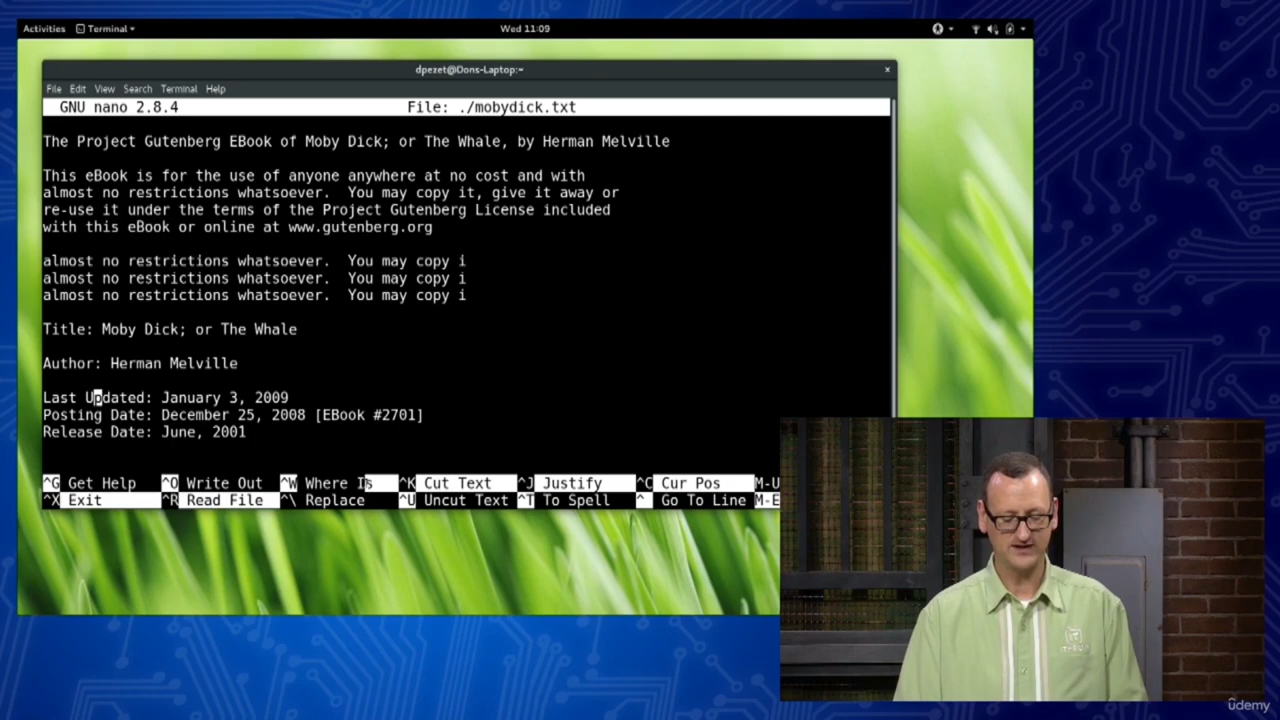 Activities Terminal Wed 11:09
dpezet@Dons-Laptop:~ ×
File Edit View Search Terminal Help
GNU nano 2.8.4 File: ./mobydick.txt
The Project Gutenberg EBook of Moby Dick; or The Whale, by Herman Melville
This eBook is for the use of anyone anywhere at no cost and with
almost no restrictions whatsoever.  You may copy it, give it away or
re-use it under the terms of the Project Gutenberg License included
with this eBook or online at www.gutenberg.org
almost no restrictions whatsoever.  You may copy i
almost no restrictions whatsoever.  You may copy i
almost no restrictions whatsoever.  You may copy i
Title: Moby Dick; or The Whale
Author: Herman Melville
Last Updated: January 3, 2009
Posting Date: December 25, 2008 [EBook #2701]
Release Date: June, 2001
^G Get Help ^O Write Out ^W Where Is ^K Cut Text ^J Justify ^C Cur Pos M-U
^X Exit ^R Read File ^\ Replace ^U Uncut Text ^T To Spell ^ Go To Line M-E
udemy